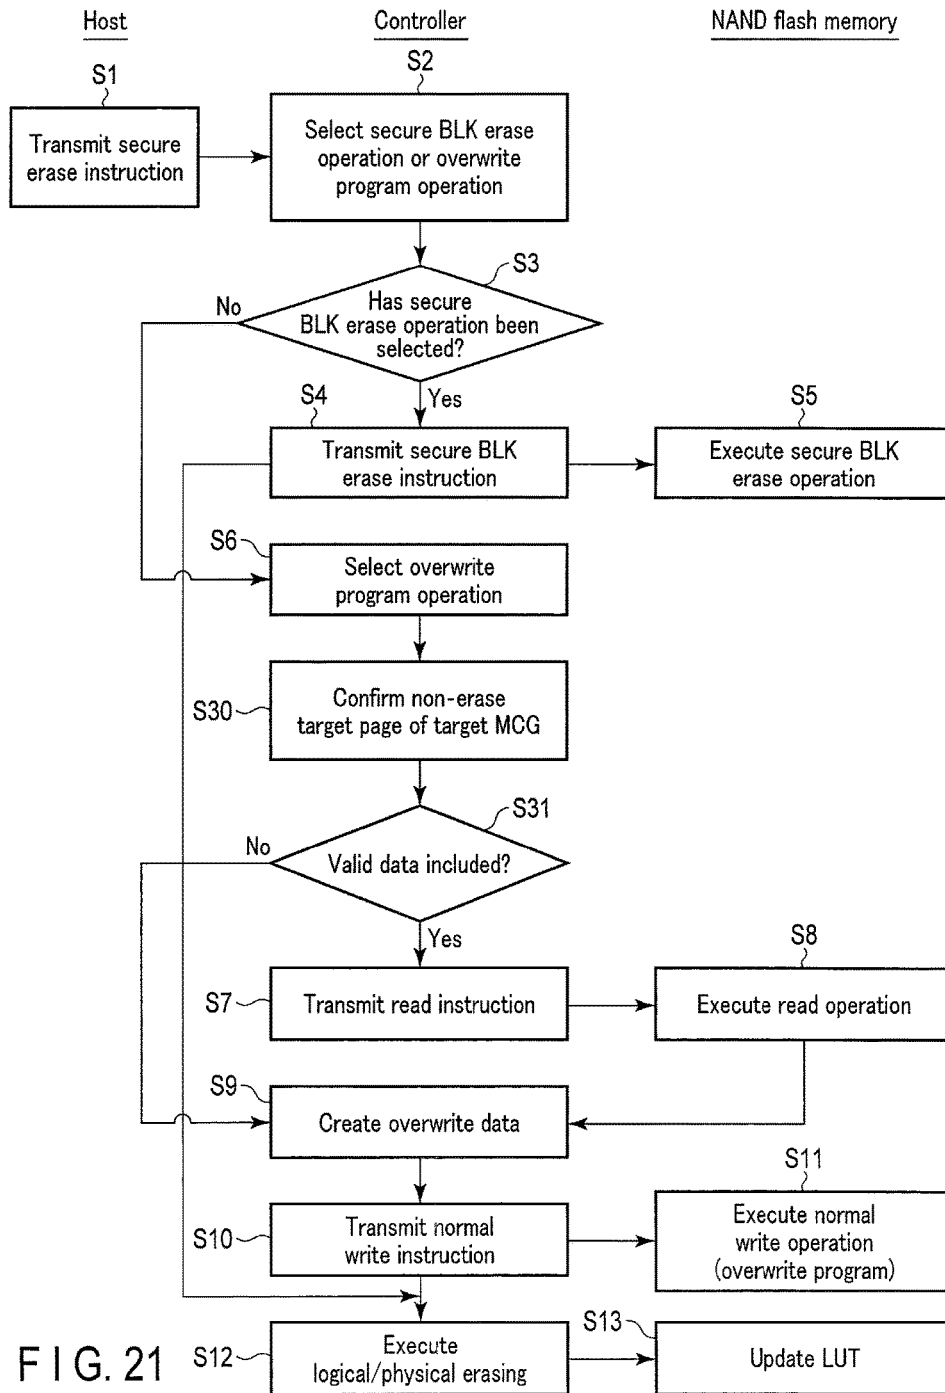 Host
Controller
NAND flash memory
S1
S2
Transmit secure
erase instruction
Select secure BLK erase
operation or overwrite
program operation
S3
No
Has secure
BLK erase operation been
selected?
Yes
S4
S5
Transmit secure BLK
erase instruction
Execute secure BLK
erase operation
S6
Select overwrite
program operation
S30
Confirm non-erase
target page of target MCG
S31
No
Valid data included?
Yes
S8
S7
Transmit read instruction
Execute read operation
S9
Create overwrite data
S11
S10
Transmit normal
write instruction
Execute normal
write operation
(overwrite program)
S13
S12
Execute
logical/physical erasing
Update LUT
FIG. 21